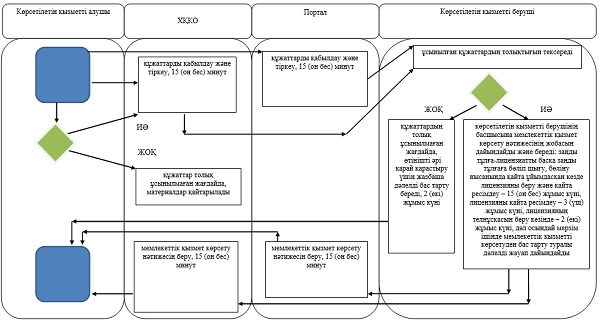 Көрсетілетін қызметті алушы
ХҚКО
Портал
Көрсетілетін қызметті беруші
құжаттарды қабылдау және
тіркеу, 15 (он бес) минут
құжаттарды қабылдау және
тіркеу, 15 (он бес) минут
ұсынылған құжаттардың толықтығын тексереді
ИӘ
ЖОҚ
құжаттар толық
ұсынылмаған жағдайда,
материалдар қайтарылады
ЖОҚ
ИӘ
құжаттардың
толық
ұсынылмаған
жағдайда,
өтінішті әрі
қарай қарастыру
үшін жазбаша
дәлелді бас тарту
береді, 2 (екі)
жұмыс күні
көрсетілетін қызметті берушінің
басшысына мемлекеттік қызмет
көрсету нәтижесінің жобасын
дайындайды және береді: заңды
тұлға-лицензиатты басқа заңды
тұлғаға бөліп шығу, бөліну
нысанында қайта ұйымдасқан кезде
лицензияны беру және қайта
ресімдеу – 15 (он бес) жұмыс күні,
лицензияны қайта ресімдеу – 3 (үш)
жұмыс күні, лицензияның
телнұсқасын беру кезінде – 2 (екі)
жұмыс күні, дәл осындай мерзім
ішінде мемлекеттік қызметті
көрсетуден бас тарту туралы
дәлелді жауап дайындайды
мемлекеттік қызмет көрсету
нәтижесін беру, 15 (он бес)
минут
мемлекеттік қызмет көрсету
нәтижесін беру, 15 (он бес)
минут